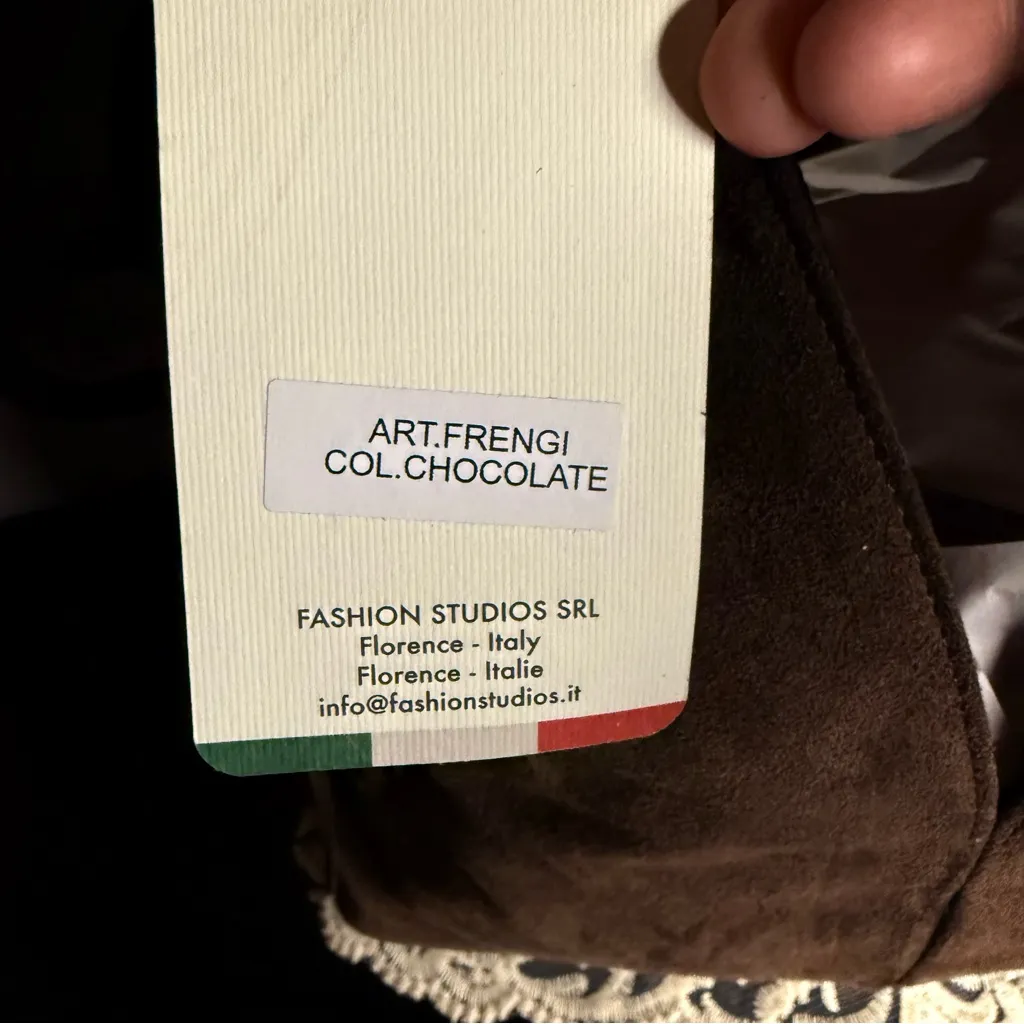 ART.FRENGI
COL.CHOCOLATE
FASHION STUDIOS SRL
Florence - Italy
Florence - Italie
info@fashionstudios.it